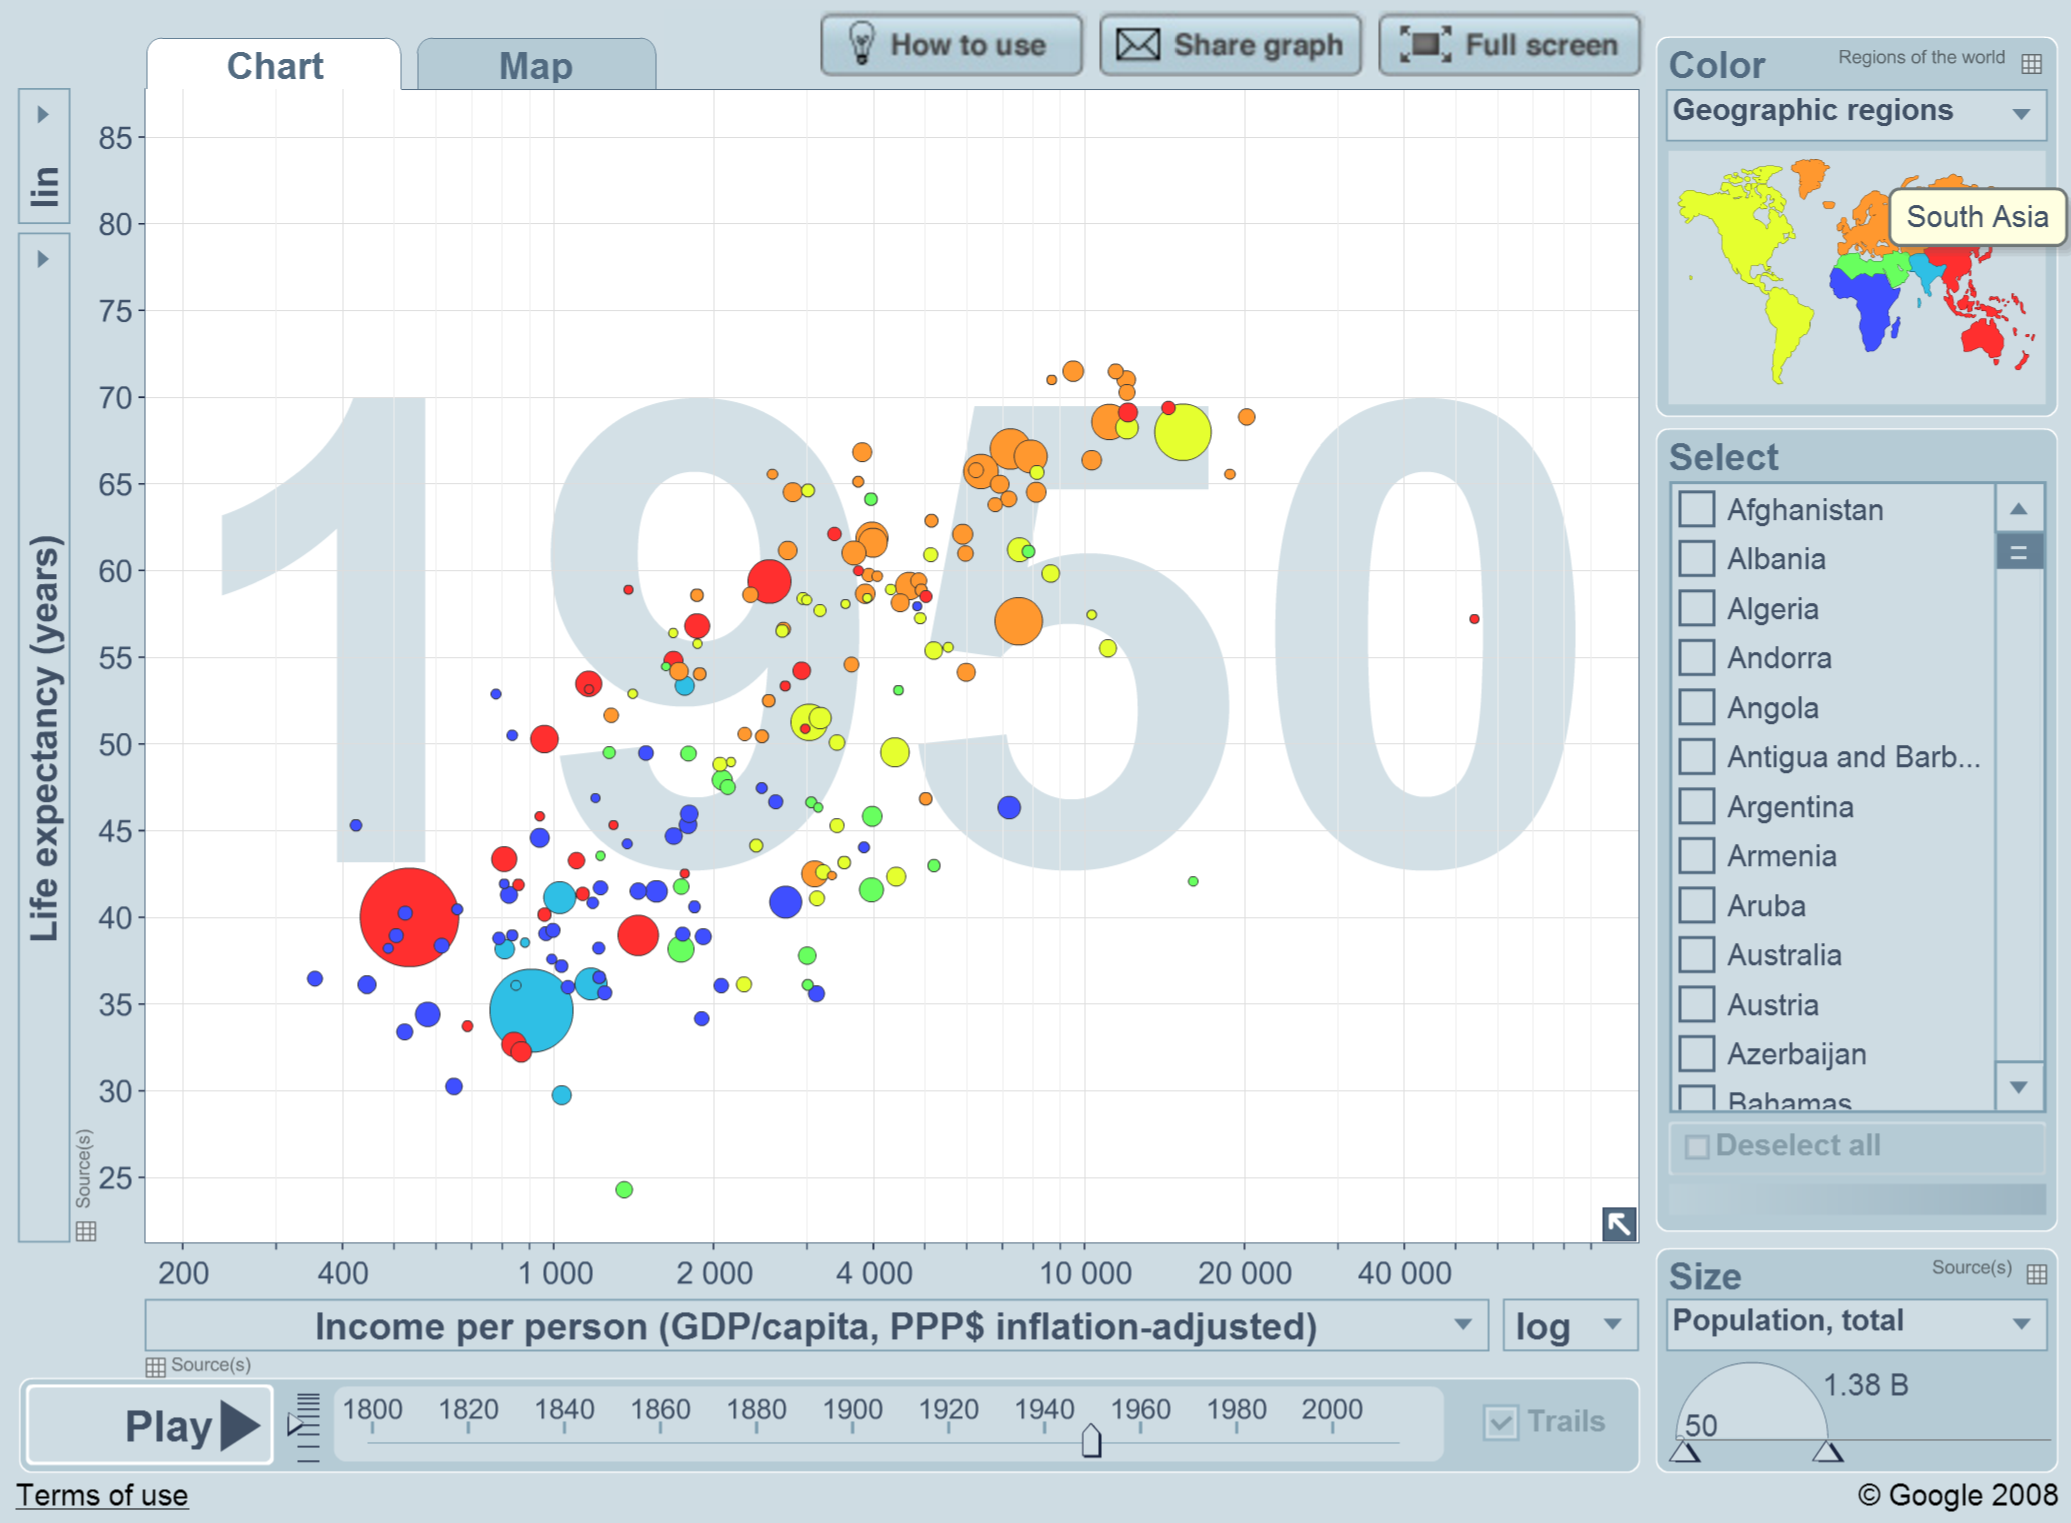 How to use
Share graph
Full screen
Chart
Map
Color
Regions of the world
Geographic regions
South Asia
lin
Life expectancy (years)
Source(s)
85
80
75
70
65
60
55
50
45
40
35
30
25
1950
Select
Afghanistan
Albania
Algeria
Andorra
Angola
Antigua and Barb...
Argentina
Armenia
Aruba
Australia
Austria
Azerbaijan
Bahamas
Deselect all
200
400
1 000
2 000
4 000
10 000
20 000
40 000
Income per person (GDP/capita, PPP$ inflation-adjusted)
log
Source(s)
Size
Source(s)
Population, total
1.38 B
50
Play
1800
1820
1840
1860
1880
1900
1920
1940
1960
1980
2000
Trails
Terms of use
© Google 2008